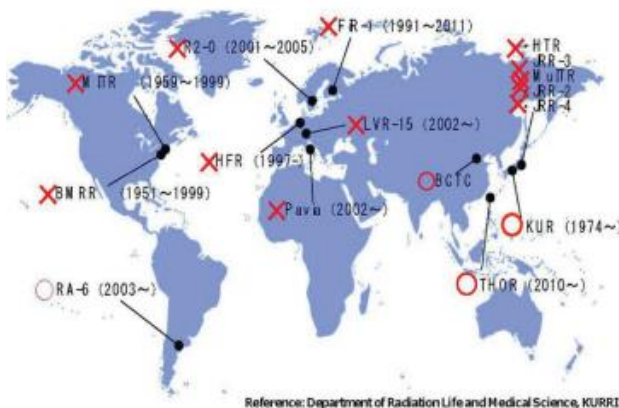 FiR-1 (1991～2011)
R2-0 (2001～2005)
HTR
JRR-3
MuITR
JRR-2
JRR-4
MITR (1959～1999)
LVR-15 (2002～)
HFR (1997-)
BCTC
BMRR (1951～1999)
Pavia (2002～)
KUR (1974～)
RA-6 (2003～)
THOR (2010～)
Reference: Department of Radiation Life and Medical Science, KURRI